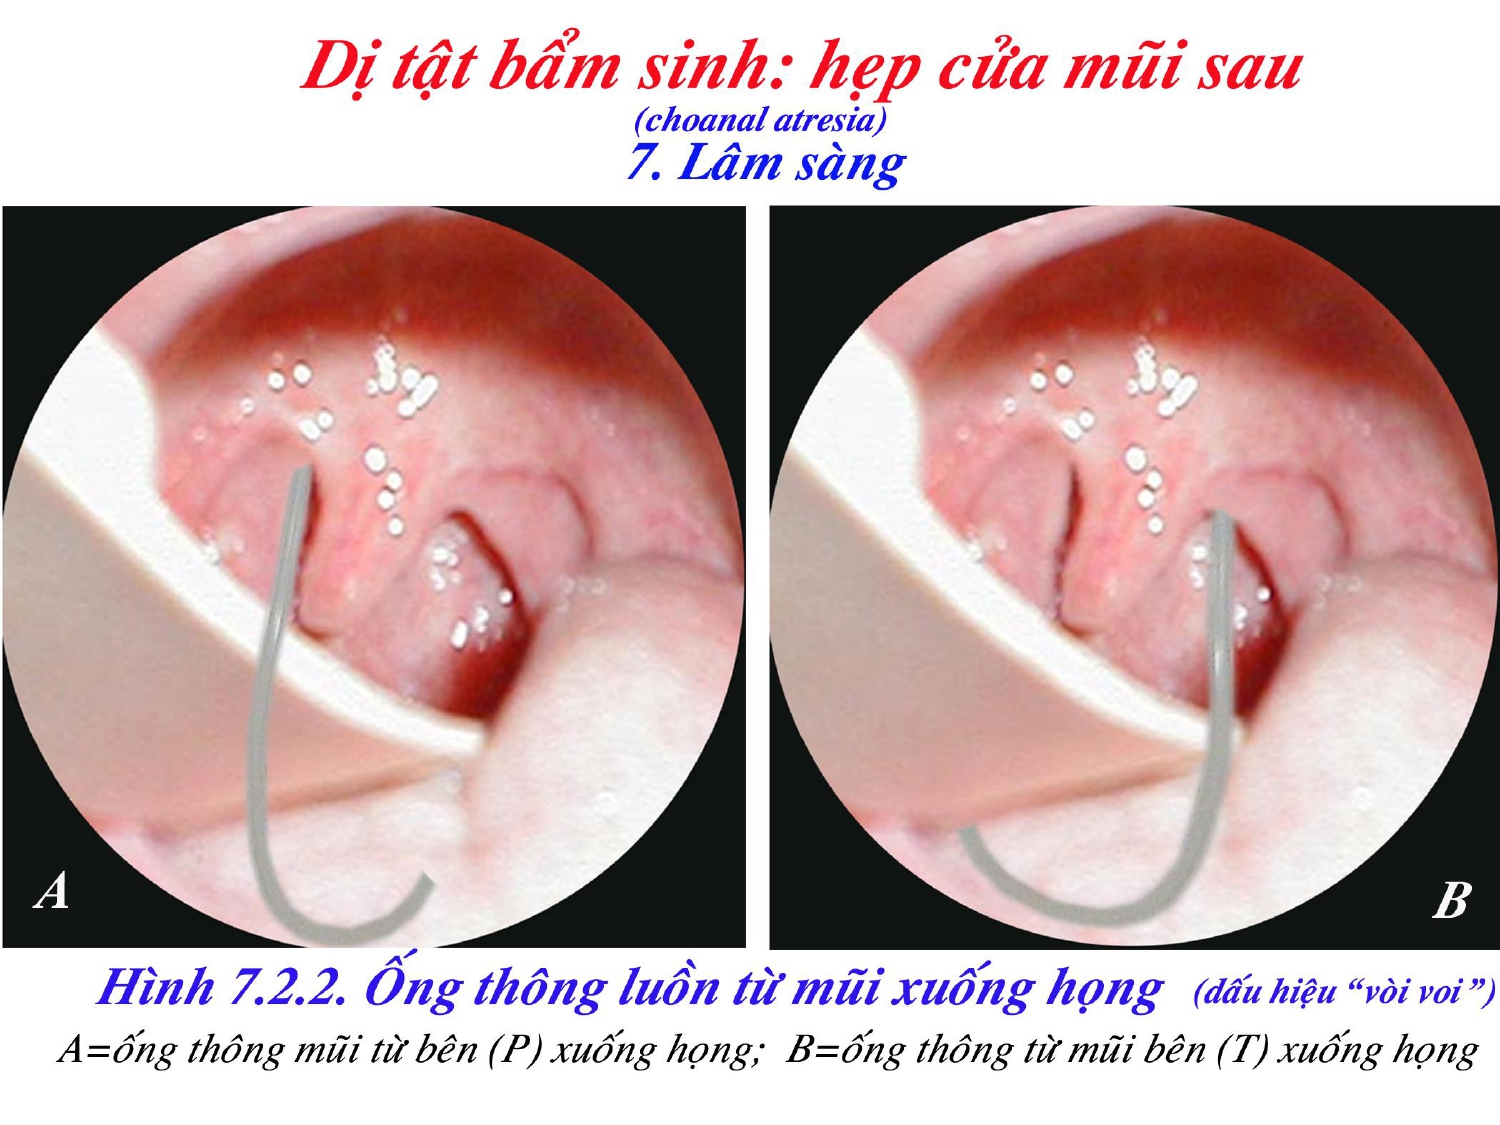 Dị tật bẩm sinh: hẹp cửa mũi sau
(choanal atresia)
7. Lâm sàng
A
B
Hình 7.2.2. Ống thông luồn từ mũi xuống họng (dấu hiệu “vòi voi”)
A=ống thông mũi từ bên (P) xuống họng; B=ống thông từ mũi bên (T) xuống họng